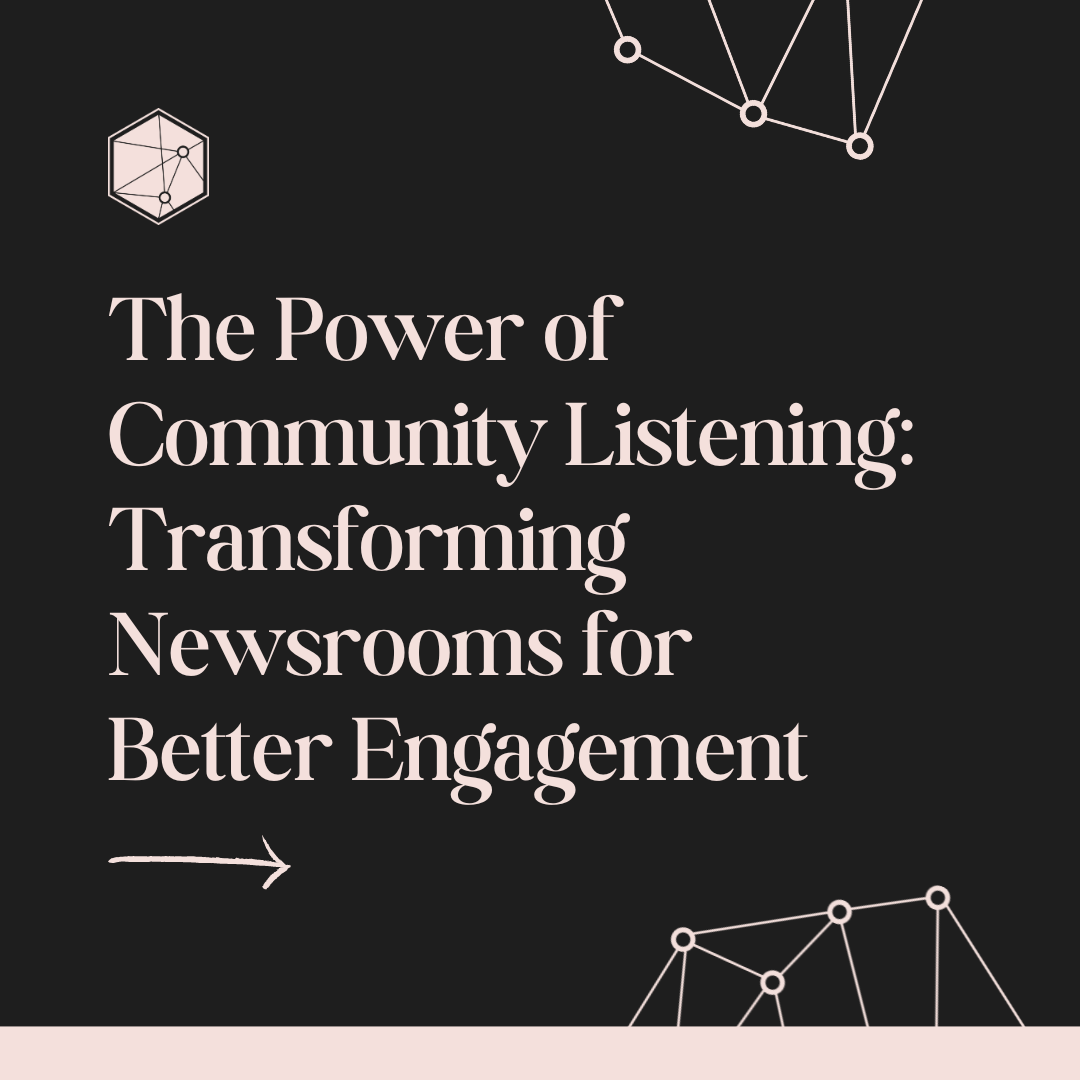 The Power of
Community Listening:
Transforming
Newsrooms for
Better Engagement